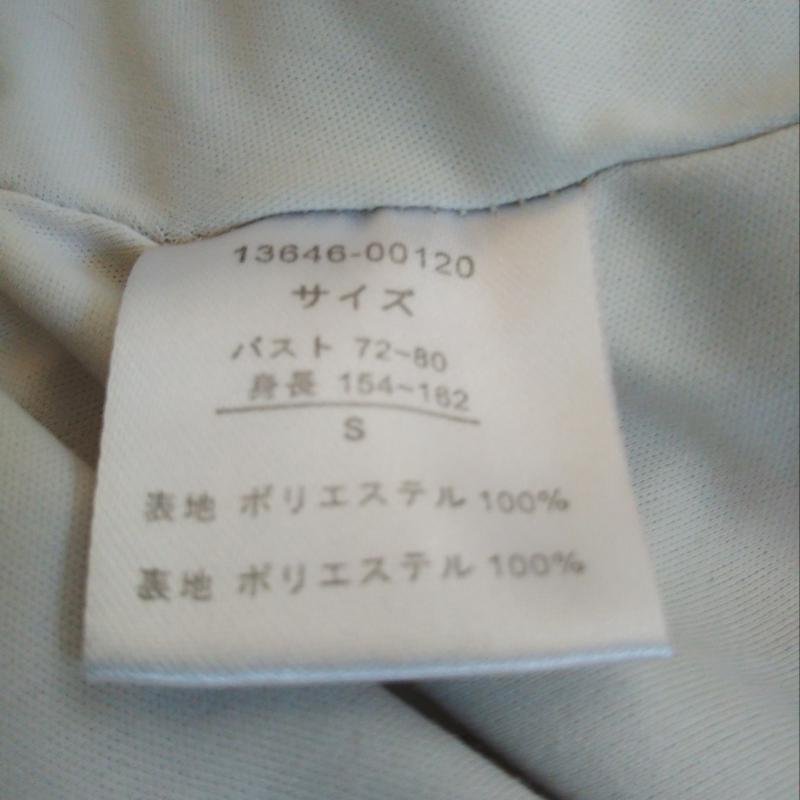 13646-00120
サイズ
バスト 72~80
身長 154~162
S
表地 ポリエステル 100%
裏地 ポリエステル 100%